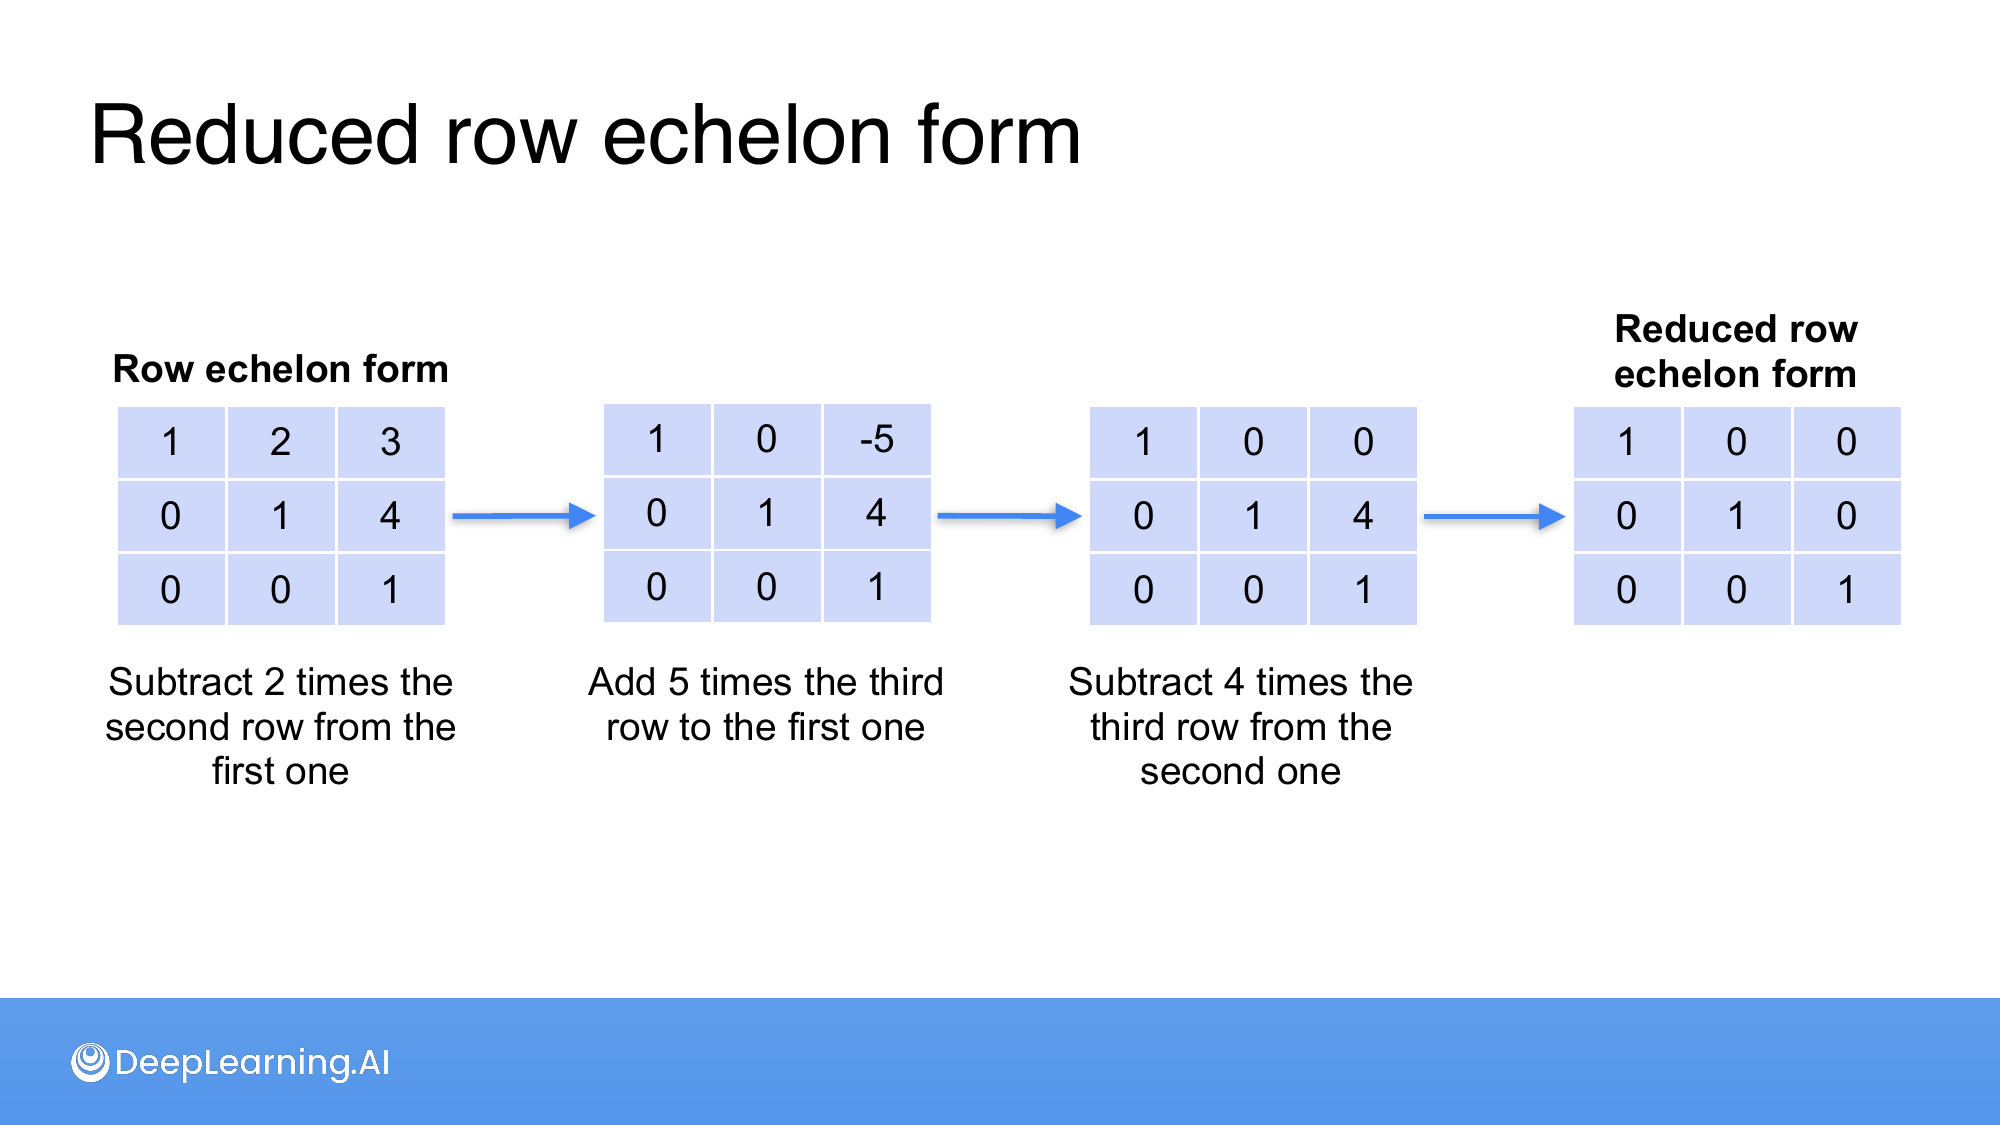 Reduced row echelon form
Row echelon form
1 2 3
0 1 4
0 0 1
Subtract 2 times the
second row from the
first one
1 0 -5
0 1 4
0 0 1
Add 5 times the third
row to the first one
1 0 0
0 1 4
0 0 1
Subtract 4 times the
third row from the
second one
Reduced row
echelon form
1 0 0
0 1 0
0 0 1
DeepLearning.AI